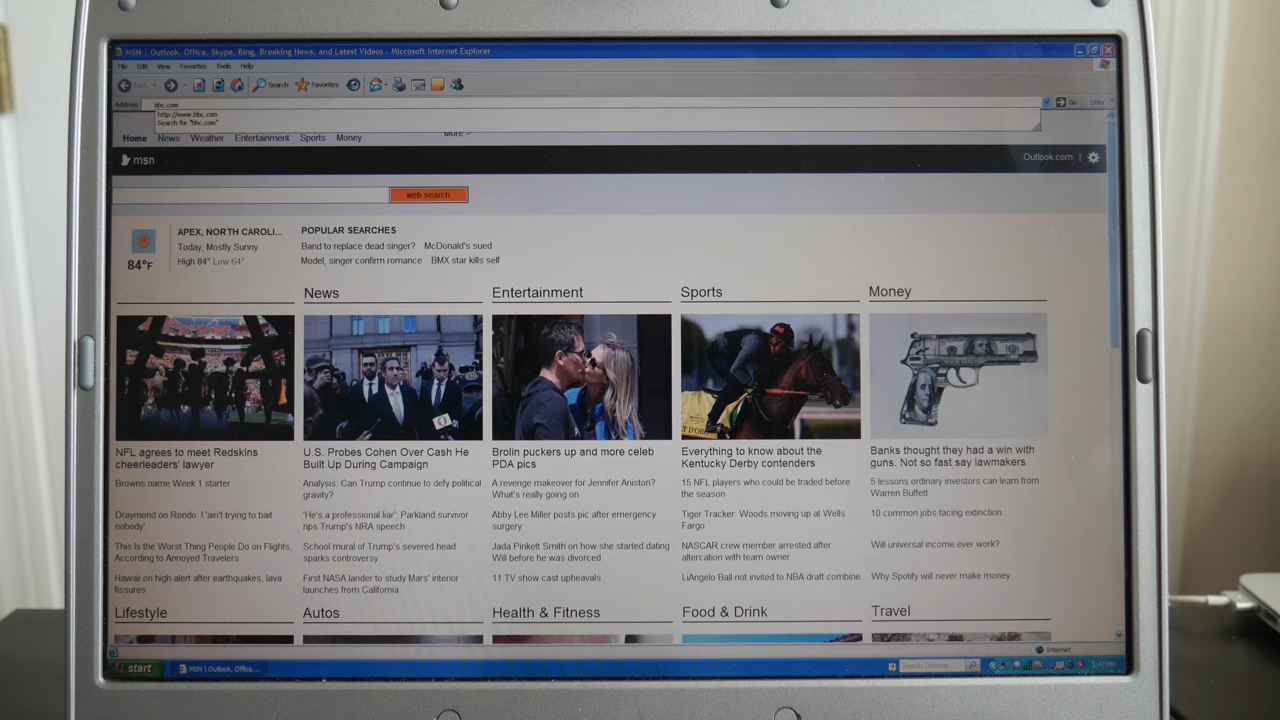 MSN | Outlook, Office, Skype, Bing, Breaking News, and Latest Videos - Microsoft Internet Explorer
File Edit View Favorites Tools Help
Back Search Favorites
Address bbc.com Go Links
http://www.bbc.com
Search for "bbc.com"
Home News Weather Entertainment Sports Money More >
msn Outlook.com |
web search
APEX, NORTH CAROLI...
Today, Mostly Sunny
84°F High 84° Low 64°
POPULAR SEARCHES
Band to replace dead singer? McDonald's sued
Model, singer confirm romance BMX star kills self
NFL agrees to meet Redskins
cheerleaders' lawyer
Browns name Week 1 starter
Draymond on Rondo: I 'ain't trying to bait
nobody'
This Is the Worst Thing People Do on Flights,
According to Annoyed Travelers
Hawaii on high alert after earthquakes, lava
fissures
News
U.S. Probes Cohen Over Cash He
Built Up During Campaign
Analysis: Can Trump continue to defy political
gravity?
'He's a professional liar': Parkland survivor
rips Trump's NRA speech
School mural of Trump's severed head
sparks controversy
First NASA lander to study Mars' interior
launches from California
Entertainment
Brolin puckers up and more celeb
PDA pics
A revenge makeover for Jennifer Aniston?
What's really going on
Abby Lee Miller posts pic after emergency
surgery
Jada Pinkett Smith on how she started dating
Will before he was divorced
11 TV show cast upheavals
Sports
Everything to know about the
Kentucky Derby contenders
15 NFL players who could be traded before
the season
Tiger Tracker: Woods moving up at Wells
Fargo
NASCAR crew member arrested after
altercation with team owner
LiAngelo Ball not invited to NBA draft combine
Money
Banks thought they had a win with
guns. Not so fast say lawmakers
5 lessons ordinary investors can learn from
Warren Buffett
10 common jobs facing extinction
Will universal income ever work?
Why Spotify will never make money
Lifestyle Autos Health & Fitness Food & Drink Travel
Internet
start MSN | Outlook, Office... Search Desktop 1:47 PM